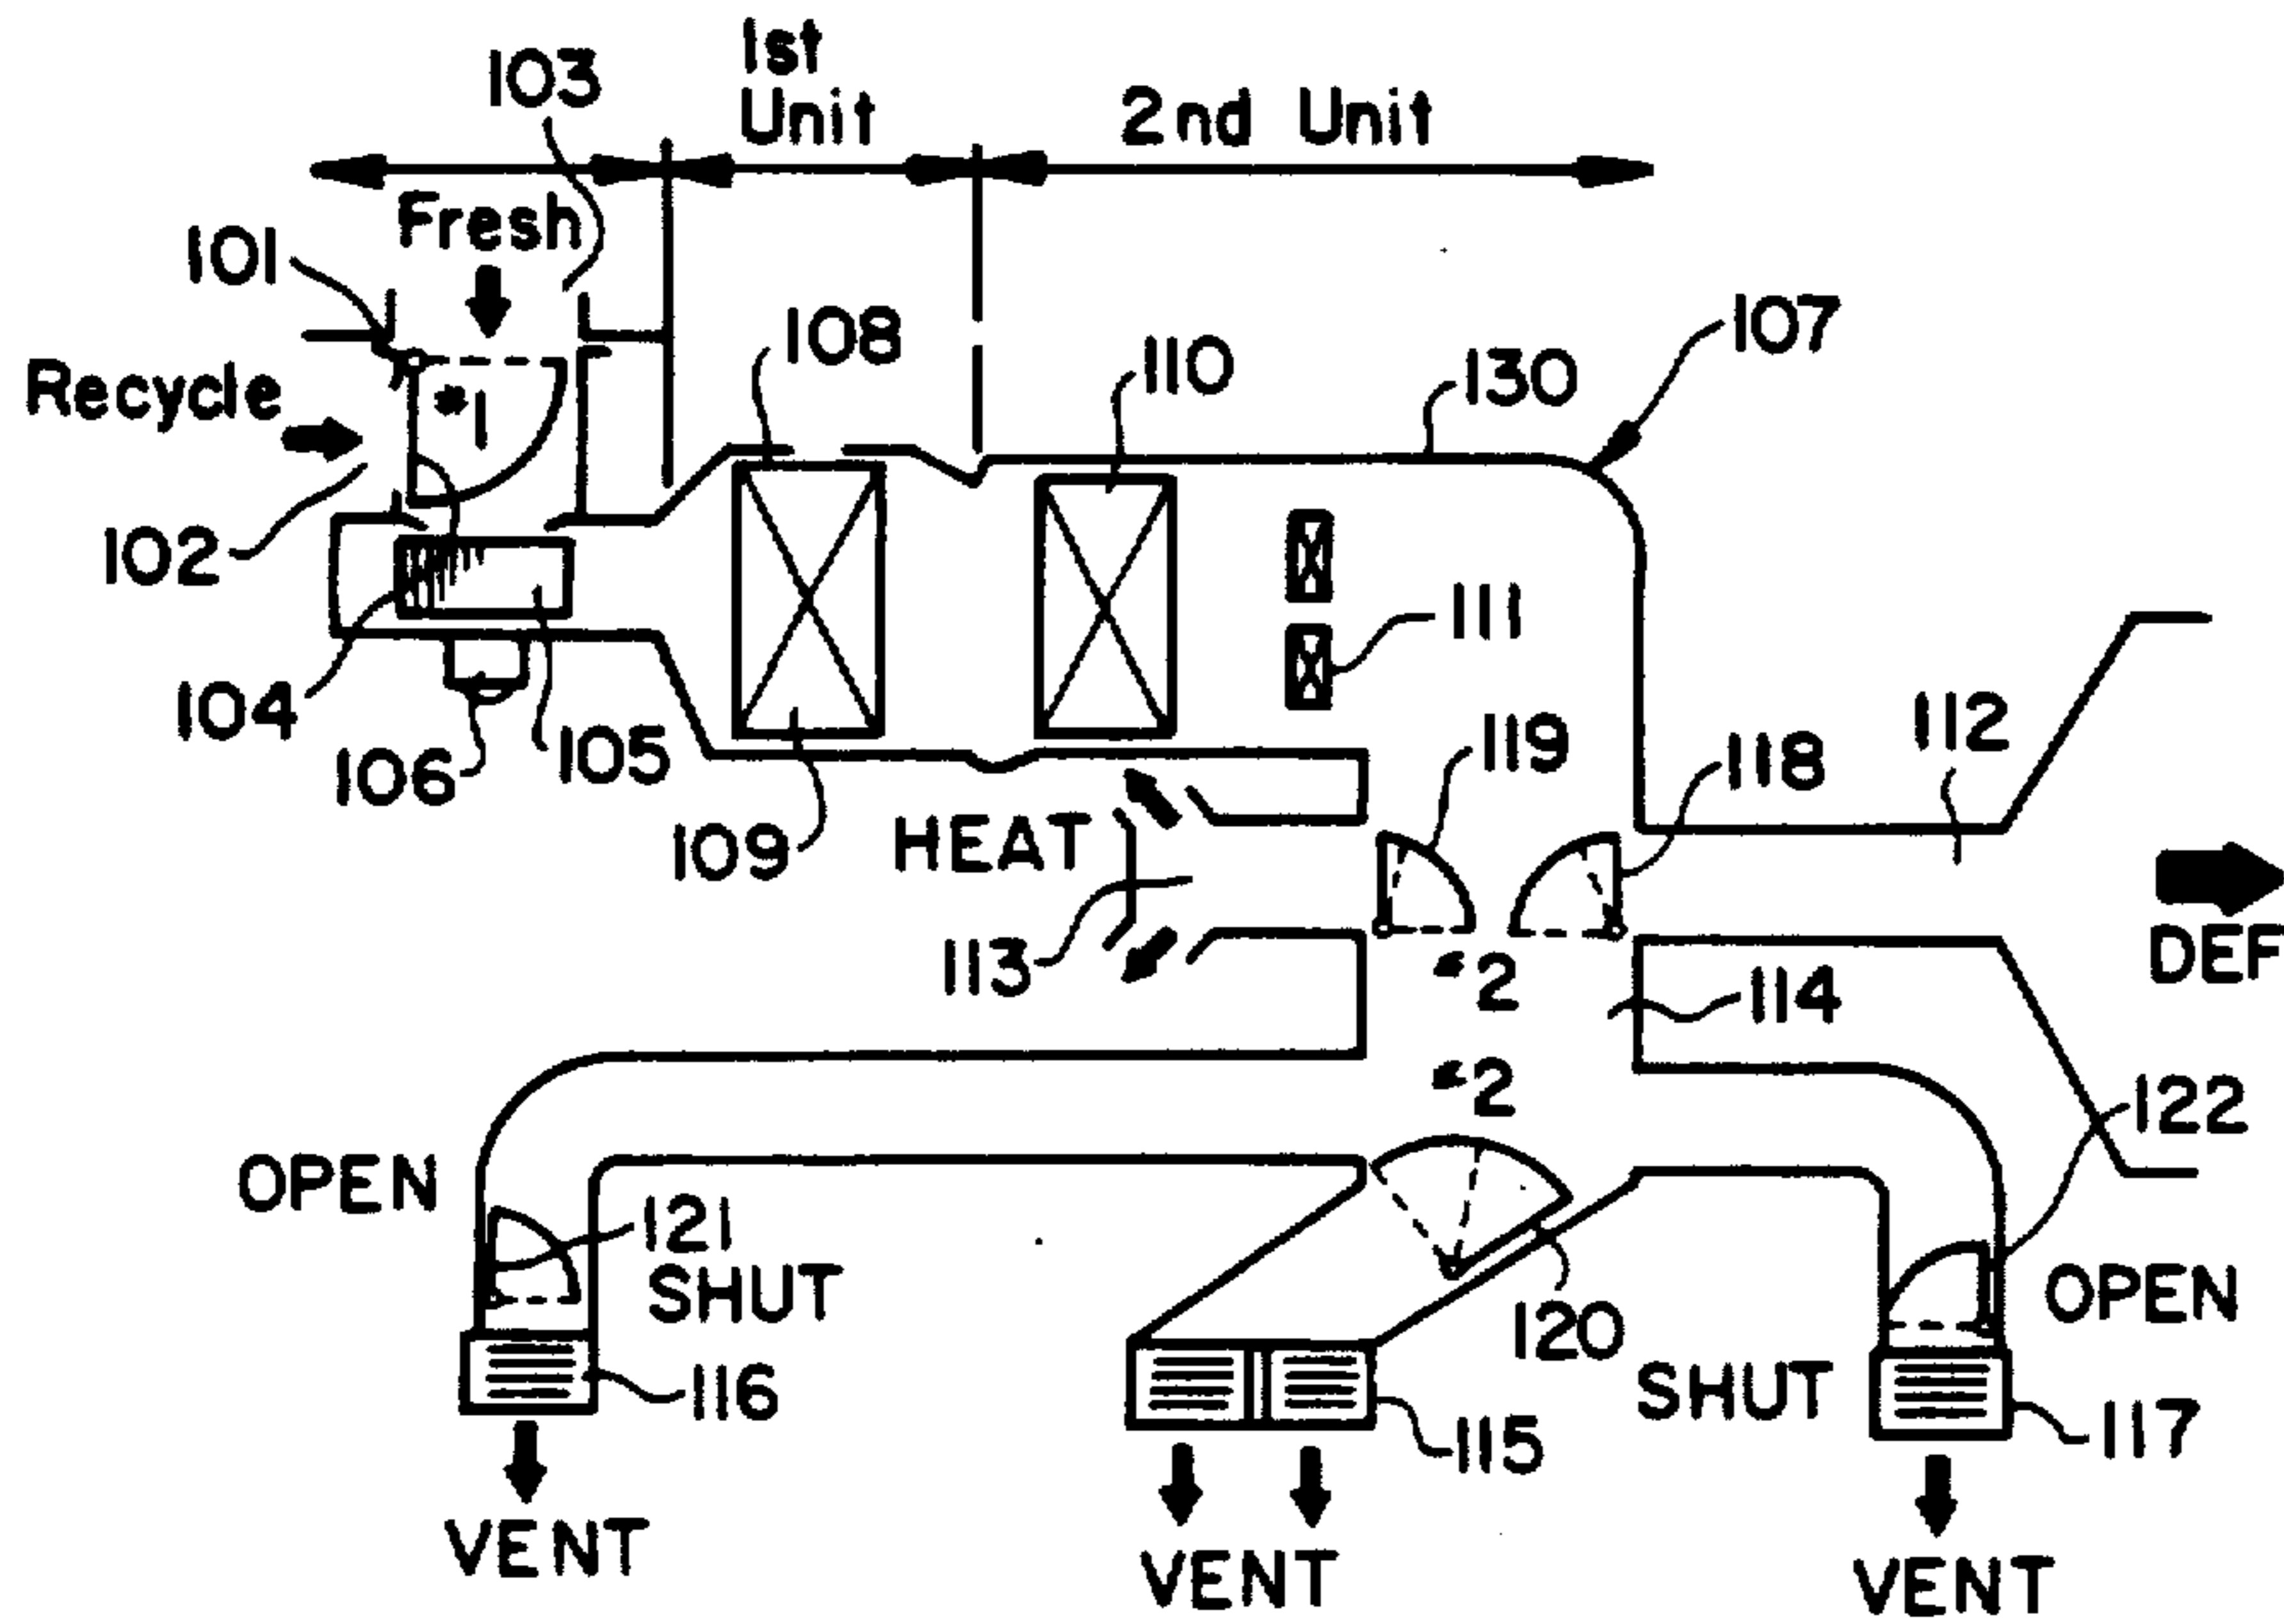 1st
Unit
2nd Unit
103
Fresh
101
Recycle
*1
102
108
110
130
107
104
106
105
109
111
119
118
112
HEAT
113
*2
114
DEF
*2
122
OPEN
121
SHUT
116
120
115
SHUT
OPEN
117
VENT
VENT
VENT